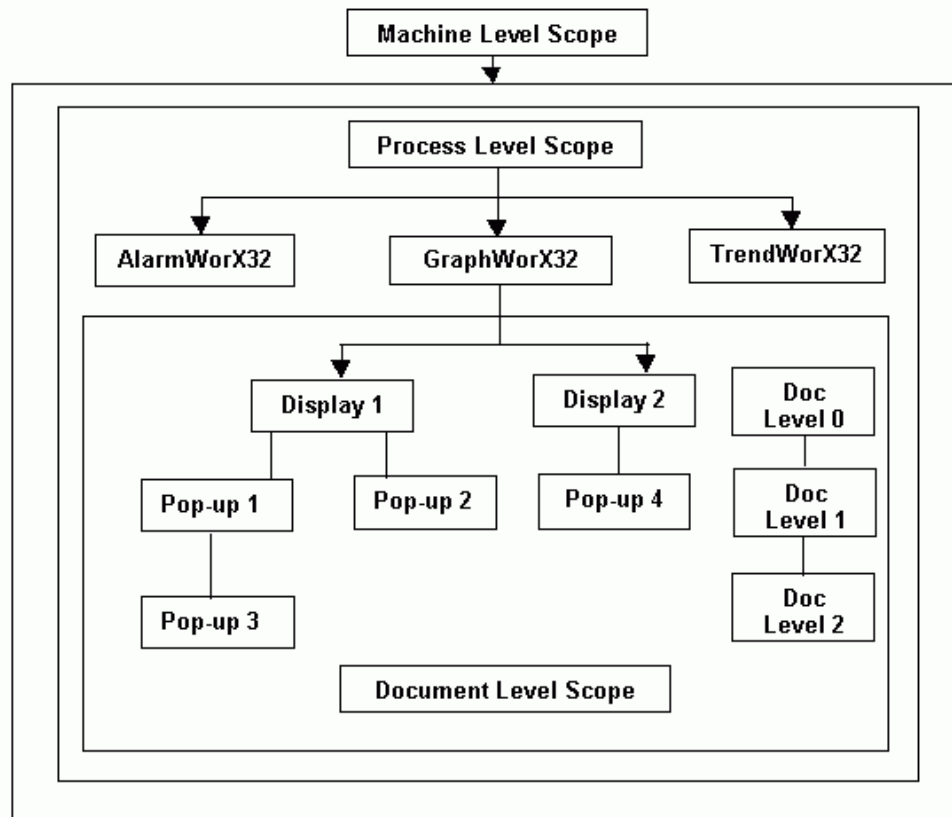 Machine Level Scope
Process Level Scope
AlarmWorX32
GraphWorX32
TrendWorX32
Display 1
Display 2
Doc
Level 0
Pop-up 1
Pop-up 2
Pop-up 4
Doc
Level 1
Pop-up 3
Doc
Level 2
Document Level Scope